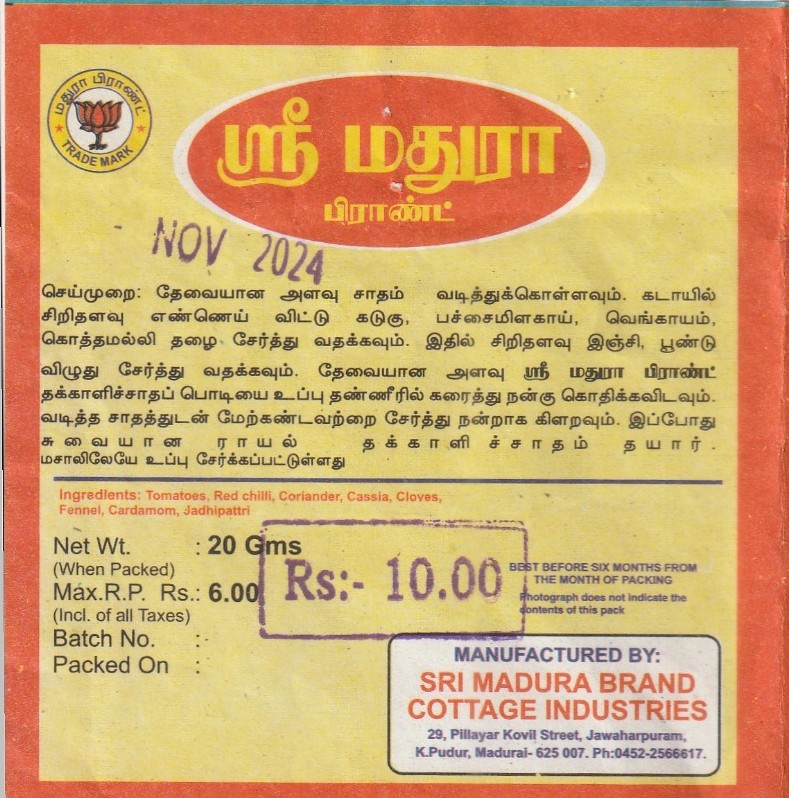 மதுரா பிராண்ட்
TRADE MARK
ஸ்ரீ மதுரா
பிராண்ட்
- NOV 2024
செய்முறை: தேவையான அளவு சாதம் வடித்துக்கொள்ளவும். கடாயில்
சிறிதளவு எண்ணெய் விட்டு கடுகு, பச்சைமிளகாய், வெங்காயம்,
கொத்தமல்லி தழை சேர்த்து வதக்கவும். இதில் சிறிதளவு இஞ்சி, பூண்டு
விழுது சேர்த்து வதக்கவும். தேவையான அளவு ஸ்ரீ மதுரா பிராண்ட்
தக்காளிச்சாதப் பொடியை உப்பு தண்ணீரில் கரைத்து நன்கு கொதிக்கவிடவும்.
வடித்த சாதத்துடன் மேற்கண்டவற்றை சேர்த்து நன்றாக கிளறவும். இப்போது
சுவையான ராயல் தக்காளி ச்சாதம் தயார்.
மசாலிலேயே உப்பு சேர்க்கப்பட்டுள்ளது
Ingredients: Tomatoes, Red chilli, Coriander, Cassia, Cloves,
Fennel, Cardamom, Jadhipattri
Net Wt. : 20 Gms
(When Packed)
Max.R.P. Rs.: 6.00
(Incl. of all Taxes)
Batch No. :
Packed On :
Rs:- 10.00
BEST BEFORE SIX MONTHS FROM
THE MONTH OF PACKING
Photograph does not indicate the
contents of this pack
MANUFACTURED BY:
SRI MADURA BRAND
COTTAGE INDUSTRIES
29, Pillayar Kovil Street, Jawaharpuram,
K.Pudur, Madurai- 625 007. Ph:0452-2566617.